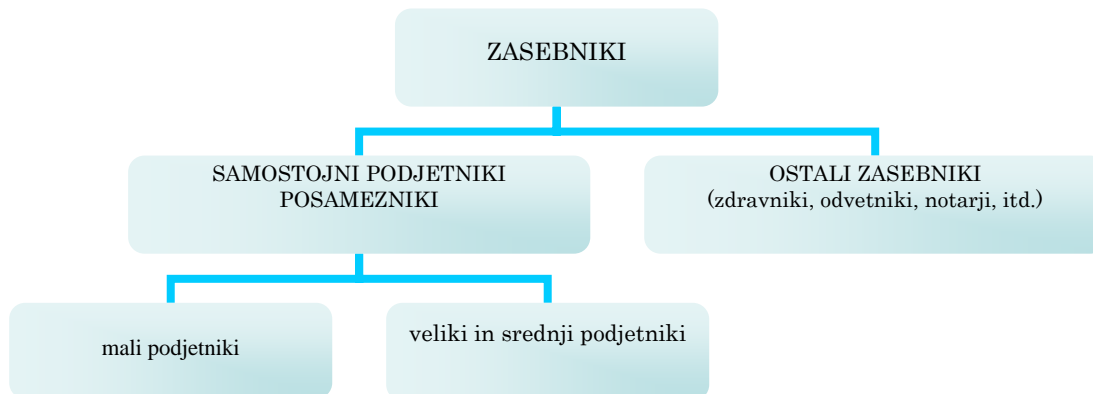 ZASEBNIKI
SAMOSTOJNI PODJETNIKI
POSAMEZNIKI
OSTALI ZASEBNIKI
(zdravniki, odvetniki, notarji, itd.)
mali podjetniki
veliki in srednji podjetniki